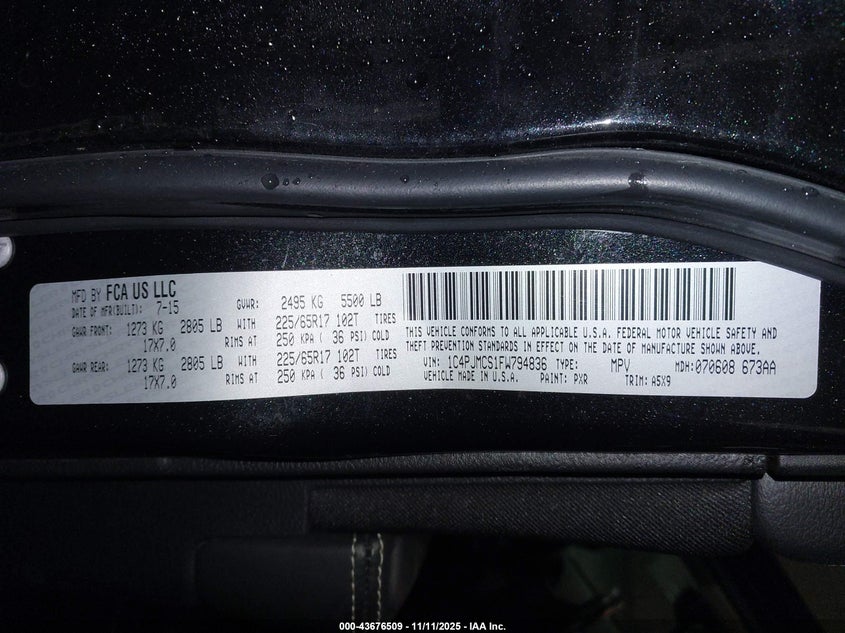 MFD BY FCA US LLC
DATE OF MFR(BUILT): 7-15
GVWR: 2495 KG 5500 LB
GAWR FRONT: 1273 KG 2805 LB WITH 225/65R17 102T TIRES
17X7.0 RIMS AT 250 KPA ( 36 PSI) COLD
GAWR REAR: 1273 KG 2805 LB WITH 225/65R17 102T TIRES
17X7.0 RIMS AT 250 KPA ( 36 PSI) COLD
THIS VEHICLE CONFORMS TO ALL APPLICABLE U.S.A. FEDERAL MOTOR VEHICLE SAFETY AND
THEFT PREVENTION STANDARDS IN EFFECT ON THE DATE OF MANUFACTURE SHOWN ABOVE.
VIN: 1C4PJMCS1FW794836 TYPE: MPV MDH:070608 673AA
VEHICLE MADE IN U.S.A. PAINT: PXR TRIM: A5X9
000-43676509 - 11/11/2025 - IAA Inc.